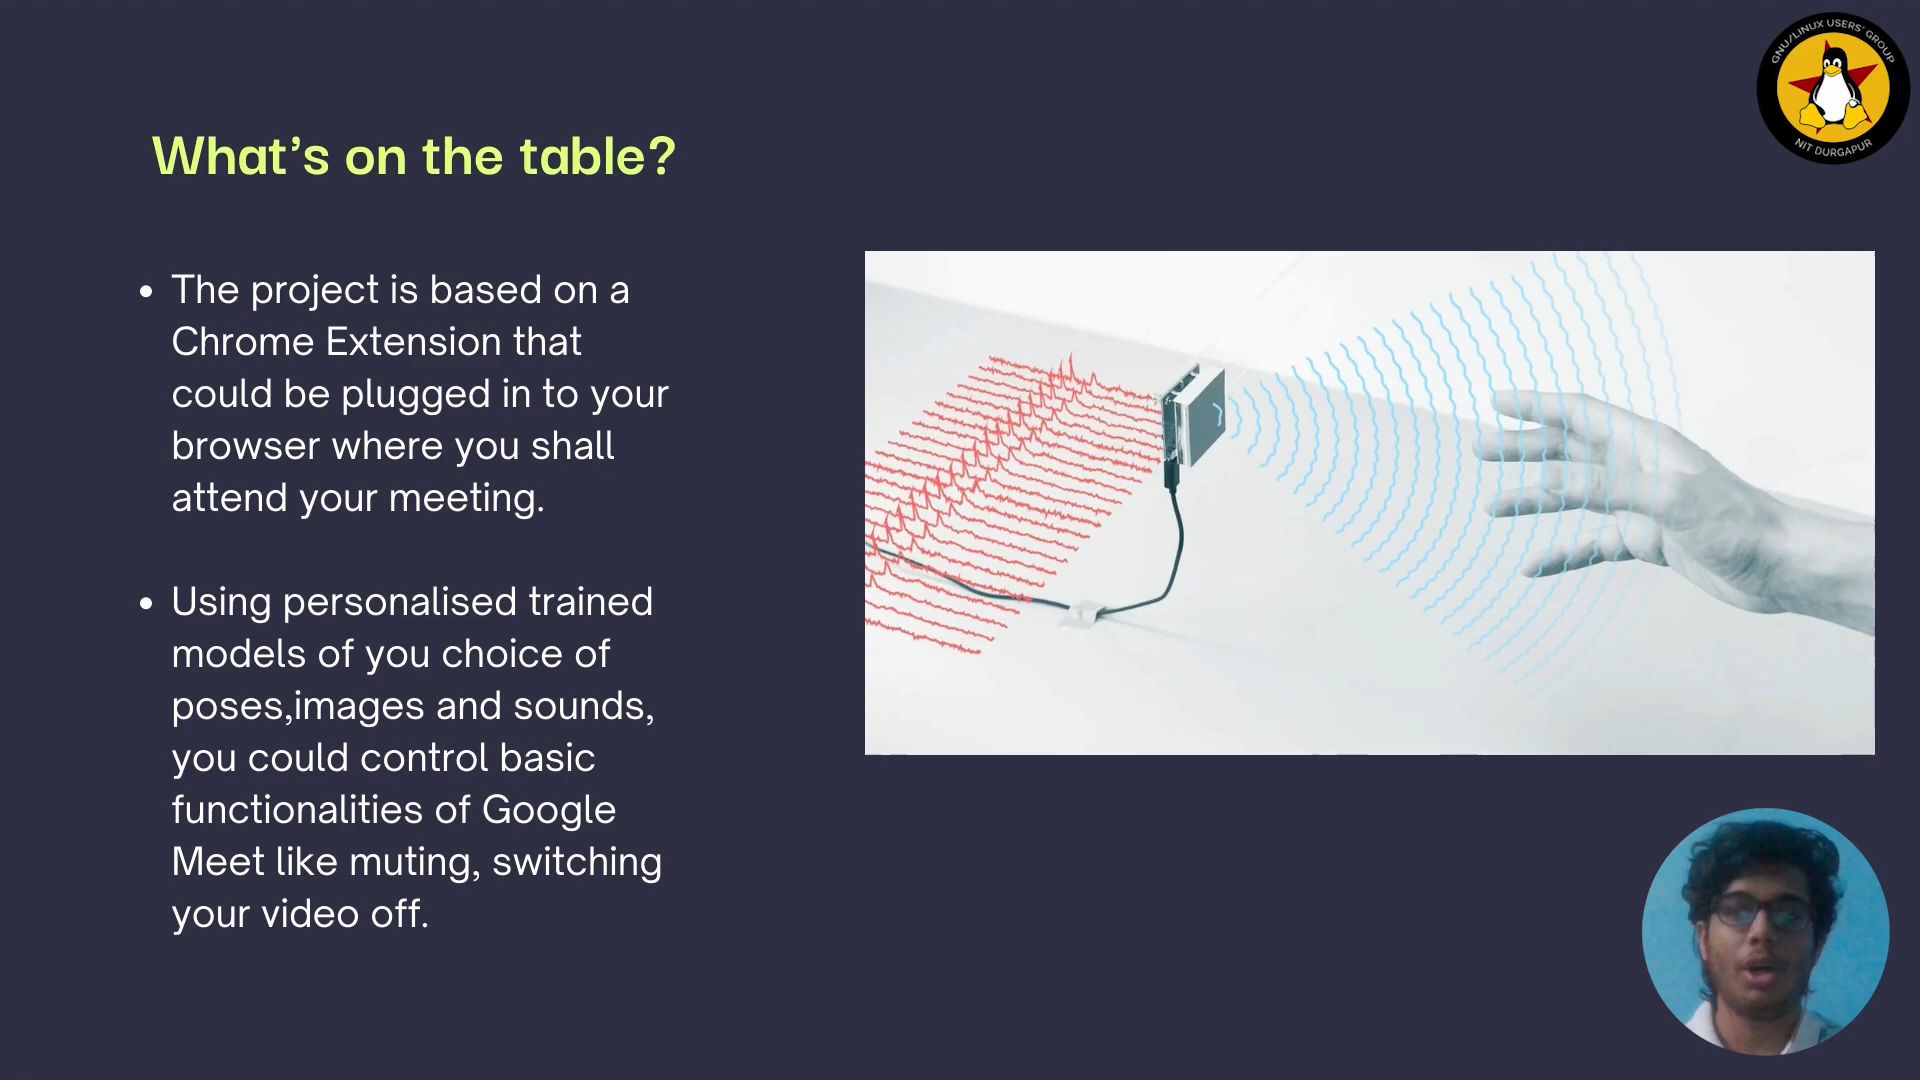 GNU/LINUX USERS' GROUP
NIT DURGAPUR
What's on the table?
• The project is based on a
Chrome Extension that
could be plugged in to your
browser where you shall
attend your meeting.
• Using personalised trained
models of you choice of
poses,images and sounds,
you could control basic
functionalities of Google
Meet like muting, switching
your video off.